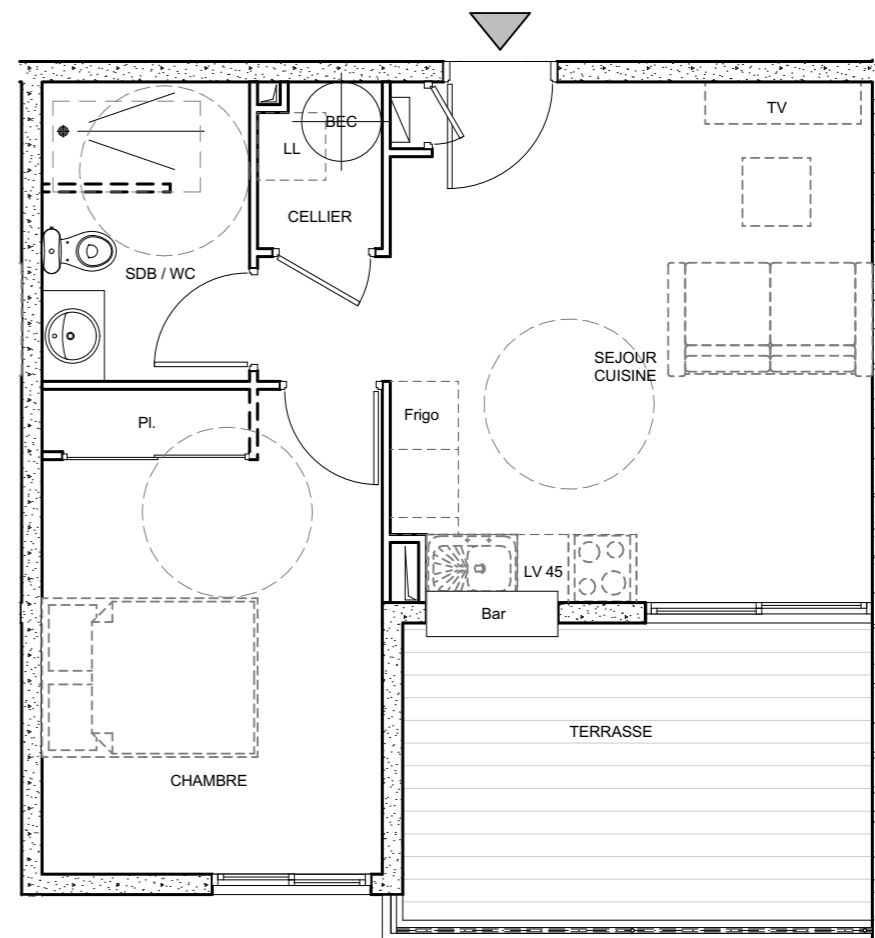 TV
BEC
LL
CELLIER
SDB / WC
SEJOUR
CUISINE
Frigo
Pl.
LV 45
Bar
TERRASSE
CHAMBRE